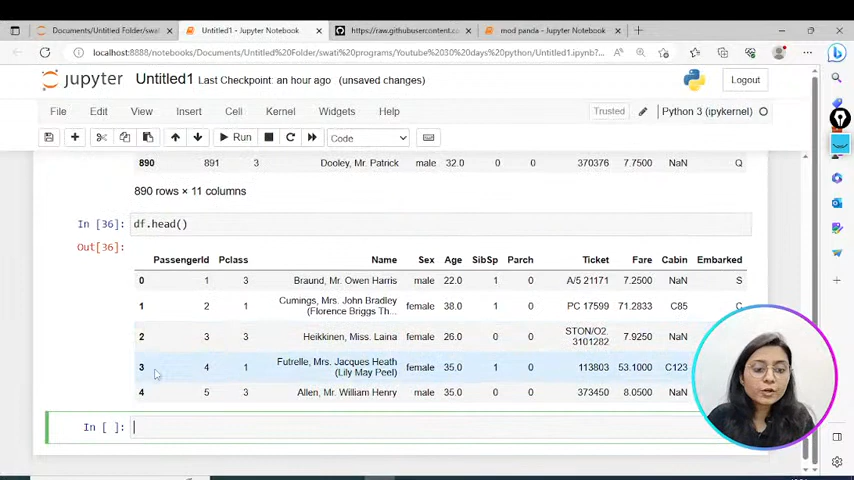 Documents/Untitled Folder/swati
Untitled1 - Jupyter Notebook
https://raw.githubusercontent.cc
mod panda - Jupyter Notebook
localhost:8888/notebooks/Documents/Untitled%20Folder/swati%20programs/Youtube%2030%20days%20python/Untitled1.ipynb?...
jupyter Untitled1 Last Checkpoint: an hour ago (unsaved changes) Logout
File Edit View Insert Cell Kernel Widgets Help Trusted Python 3 (ipykernel)
Run Code
890 891 3 Dooley, Mr. Patrick male 32.0 0 0 370376 7.7500 NaN Q
890 rows × 11 columns
In [36]: df.head()
Out[36]:
PassengerId Pclass Name Sex Age SibSp Parch Ticket Fare Cabin Embarked
0 1 3 Braund, Mr. Owen Harris male 22.0 1 0 A/5 21171 7.2500 NaN S
1 2 1 Cumings, Mrs. John Bradley (Florence Briggs Th... female 38.0 1 0 PC 17599 71.2833 C85 C
2 3 3 Heikkinen, Miss. Laina female 26.0 0 0 STON/O2. 3101282 7.9250 NaN
3 4 1 Futrelle, Mrs. Jacques Heath (Lily May Peel) female 35.0 1 0 113803 53.1000 C123
4 5 3 Allen, Mr. William Henry male 35.0 0 0 373450 8.0500 NaN
In [ ]: